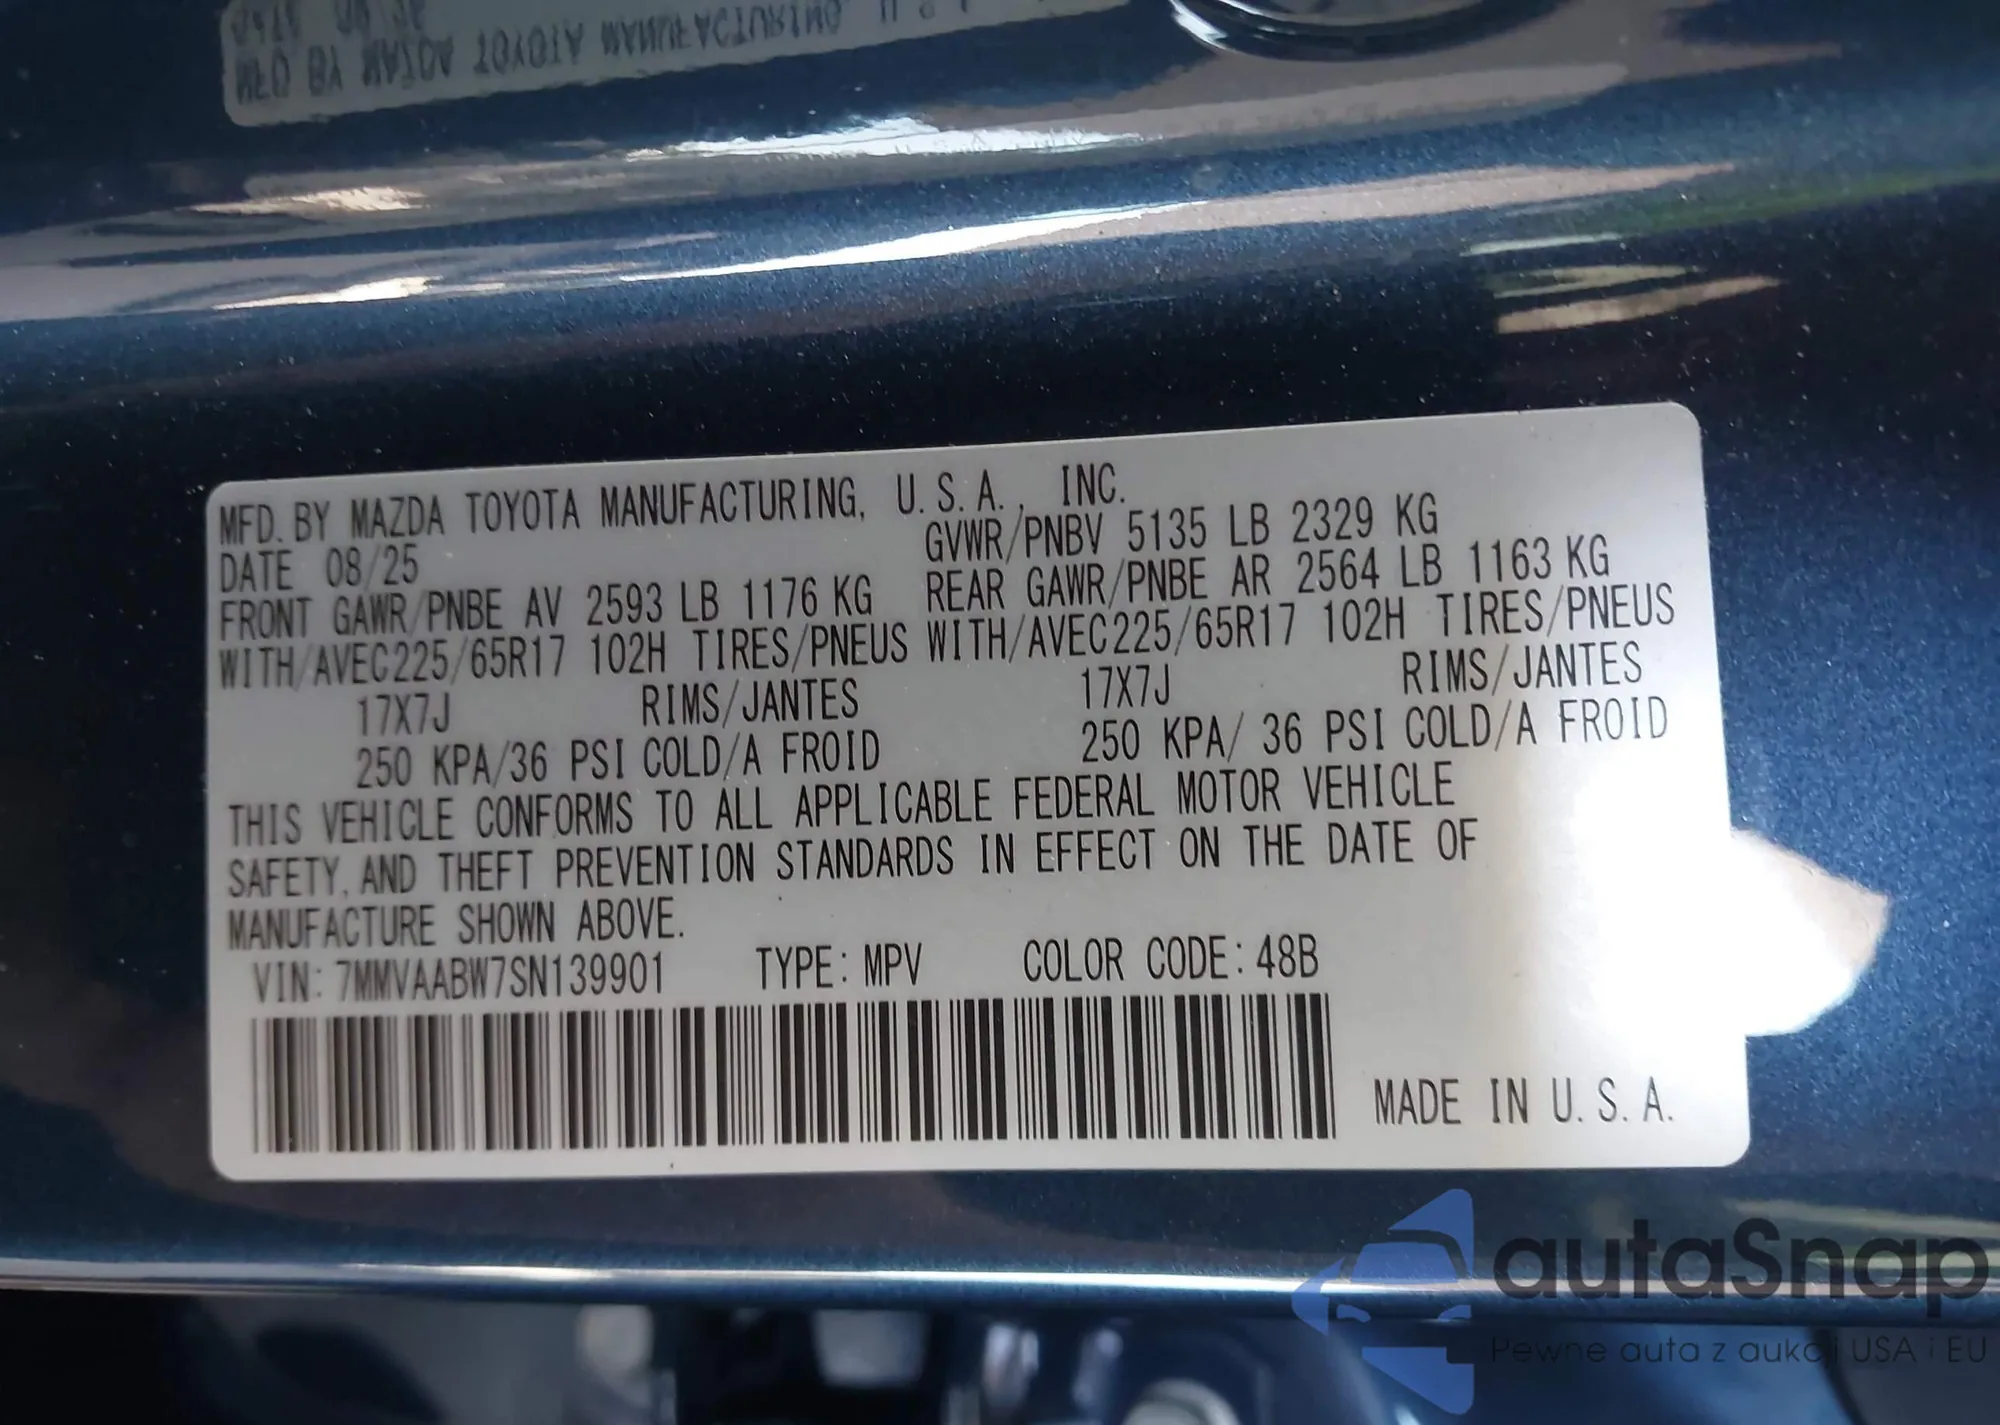 MFD. BY MAZDA TOYOTA MANUFACTURING, U.S.A., INC.
DATE 08/25 GVWR/PNBV 5135 LB 2329 KG
FRONT GAWR/PNBE AV 2593 LB 1176 KG REAR GAWR/PNBE AR 2564 LB 1163 KG
WITH/AVEC225/65R17 102H TIRES/PNEUS WITH/AVEC225/65R17 102H TIRES/PNEUS
17X7J RIMS/JANTES 17X7J RIMS/JANTES
250 KPA/36 PSI COLD/A FROID 250 KPA/ 36 PSI COLD/A FROID
THIS VEHICLE CONFORMS TO ALL APPLICABLE FEDERAL MOTOR VEHICLE
SAFETY, AND THEFT PREVENTION STANDARDS IN EFFECT ON THE DATE OF
MANUFACTURE SHOWN ABOVE.
VIN: 7MMVAABW7SN139901 TYPE: MPV COLOR CODE: 48B
MADE IN U.S.A.
autaSnap
Pewne auta z aukcji USA i EU